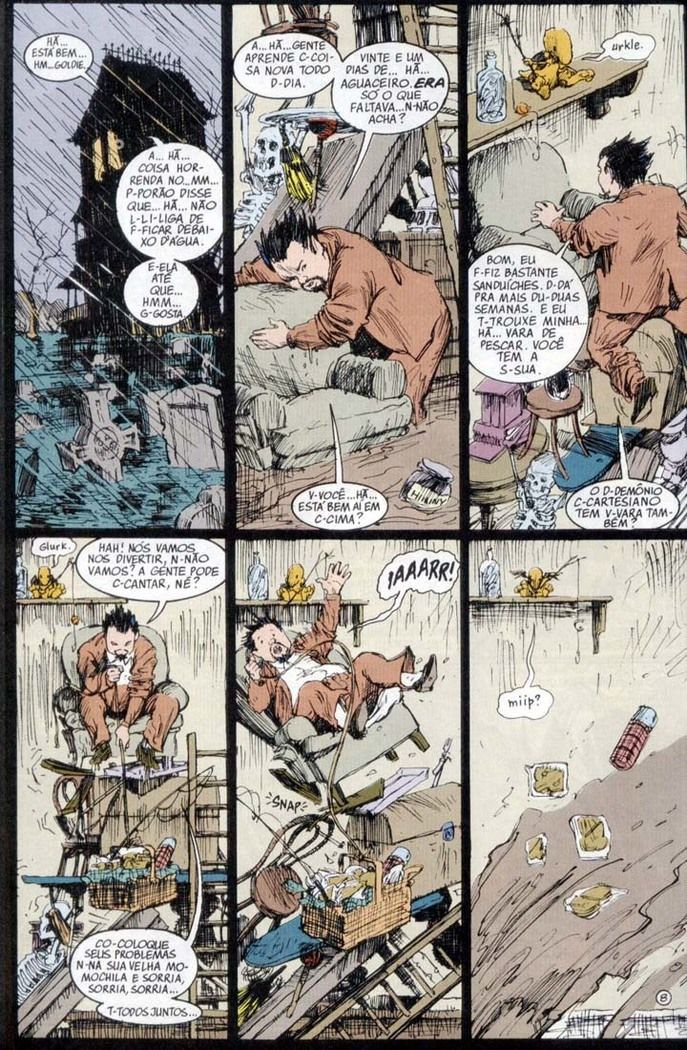 HÃ...
ESTÁ BEM...
HM...GOLDIE.
A... HÃ...
COISA HOR-
RENDA NO...MM...
P-PORÃO DISSE
QUE... HÃ... NÃO
L-LI-LIGA DE
F-FICAR DEBAI-
XO D'ÁGUA.
E-ELA
ATÉ
QUE...
HMM...
G-GOSTA
A...HÃ...GENTE
APRENDE C-COI-
SA NOVA TODO
D-DIA.
VINTE E UM
DIAS DE... HÃ...
AGUACEIRO. ERA
SÓ O QUE
FALTAVA...N-NÃO
ACHA?
V-VOCÊ...HÃ...
ESTÁ BEM AÍ EM
C-CIMA?
urkle.
BOM, EU
F-FIZ BASTANTE
SANDUÍCHES. D-DÁ
PRA MAIS DU-DUAS
SEMANAS. E EU
T-TROUXE MINHA...
HÃ... VARA DE
PESCAR. VOCÊ
TEM A
S-SUA.
O D-DEMÔNIO
C-CARTESIANO
TEM V-VARA TAM-
BÉM?
Glurk.
HAH! NÓS VAMOS
NOS DIVERTIR, N-NÃO
VAMOS? A GENTE PODE
C-CANTAR, NÉ?
CO-COLOQUE
SEUS PROBLEMAS
N-NA SUA VELHA MO-
MOCHILA E SORRIA,
SORRIA, SORRIA...
T-TODOS JUNTOS...
¡AAARR!
SNAP
miip?
8